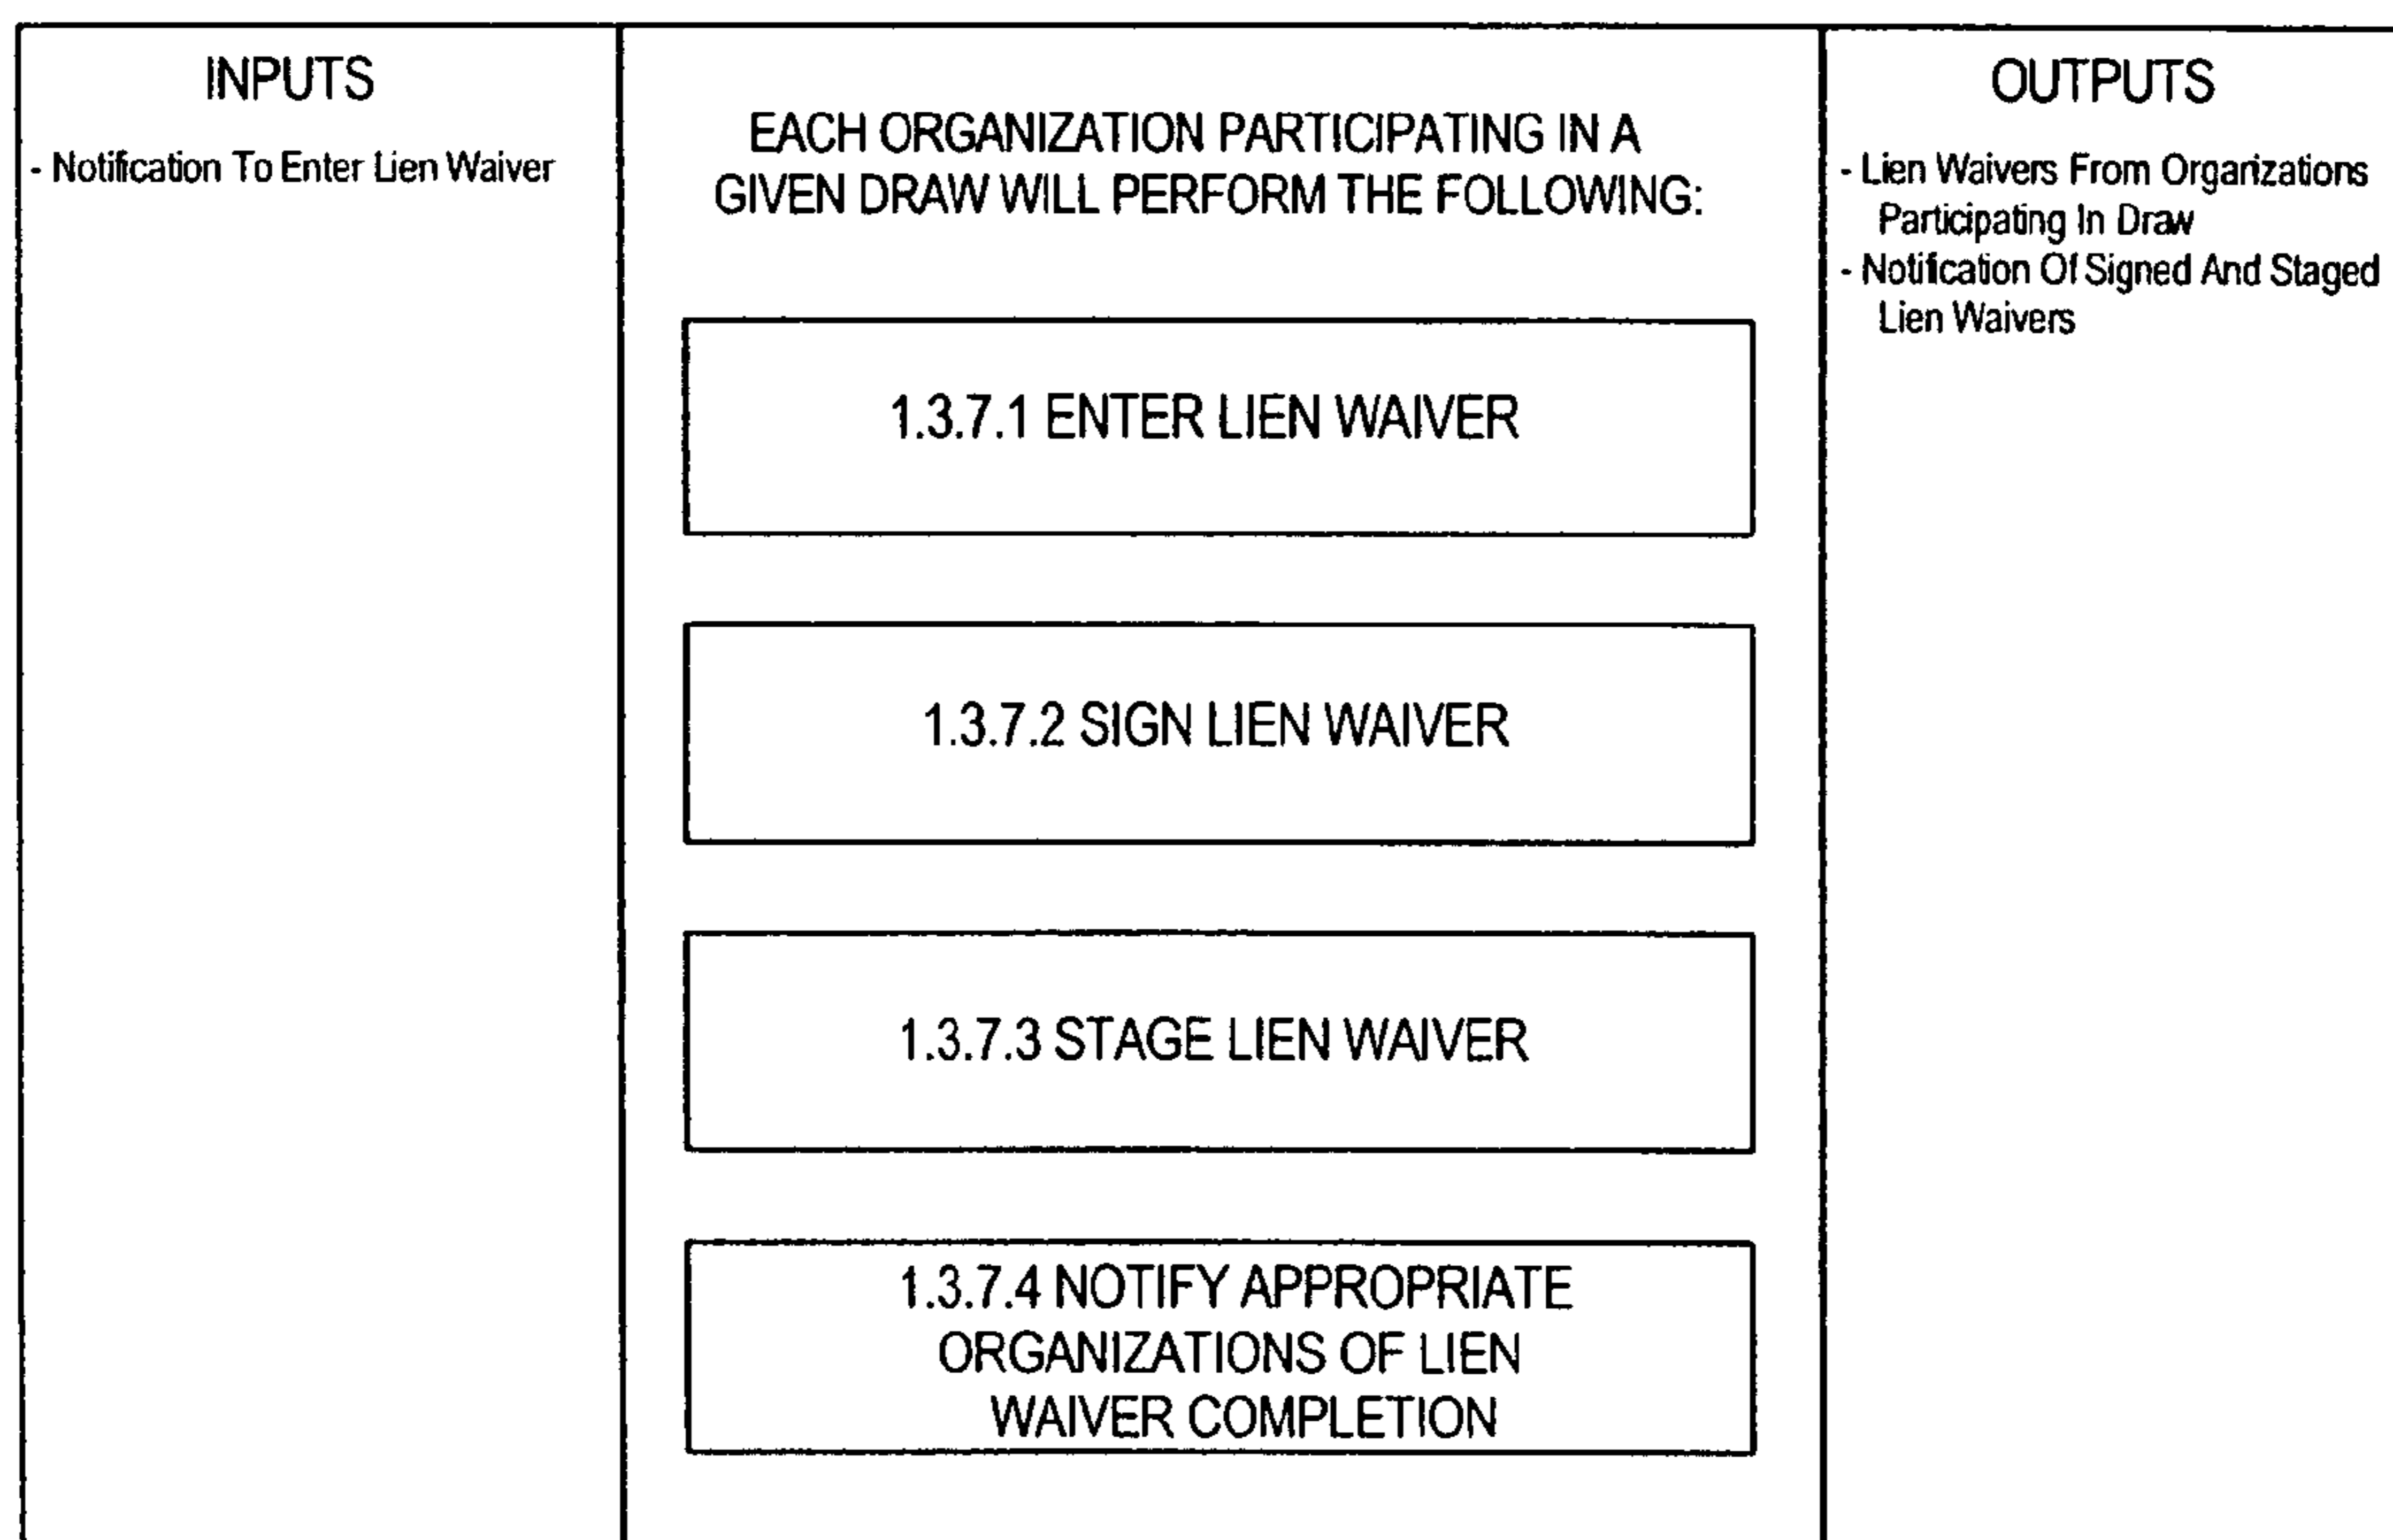 INPUTS
- Notification To Enter Lien Waiver
EACH ORGANIZATION PARTICIPATING IN A
GIVEN DRAW WILL PERFORM THE FOLLOWING:
1.3.7.1 ENTER LIEN WAIVER
1.3.7.2 SIGN LIEN WAIVER
1.3.7.3 STAGE LIEN WAIVER
1.3.7.4 NOTIFY APPROPRIATE
ORGANIZATIONS OF LIEN
WAIVER COMPLETION
OUTPUTS
- Lien Waivers From Organizations
Participating In Draw
- Notification Of Signed And Staged
Lien Waivers